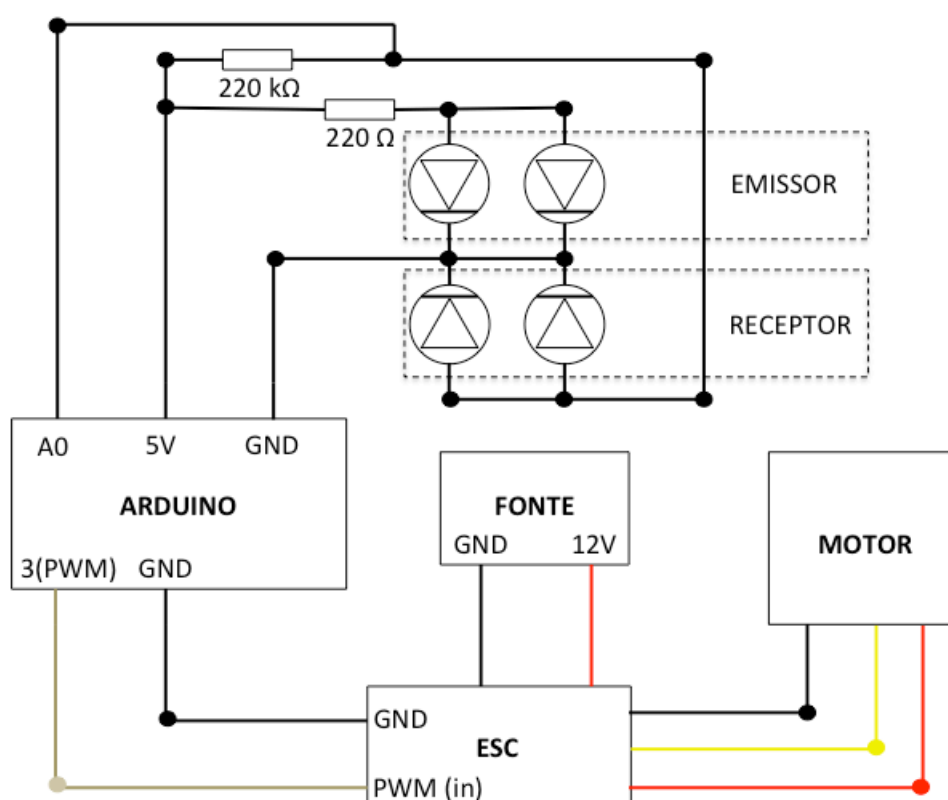 220 kΩ
220 Ω
EMISSOR
RECEPTOR
A0 5V GND
ARDUINO
3(PWM) GND
FONTE
GND 12V
MOTOR
GND
ESC
PWM (in)